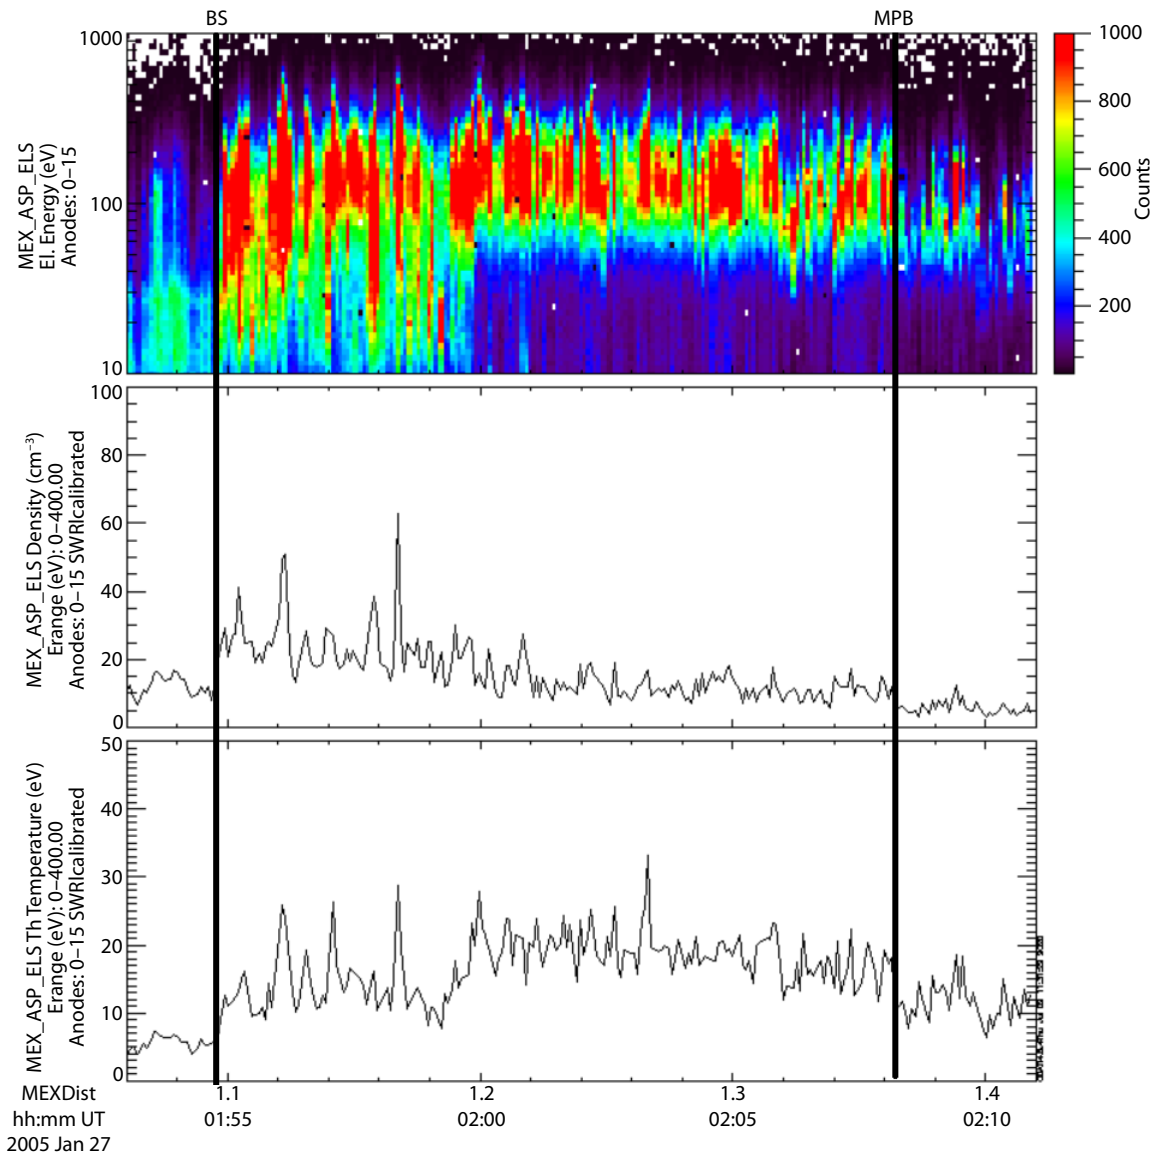 BS
MPB
1000
100
10
MEX_ASP_ELS
El. Energy (eV)
Anodes: 0–15
1000
800
600
400
200
Counts
100
80
60
40
20
0
MEX_ASP_ELS Density (cm⁻³)
Erange (eV): 0–400.00
Anodes: 0–15 SWRIcalibrated
50
40
30
20
10
0
MEX_ASP_ELS Th Temperature (eV)
Erange (eV): 0–400.00
Anodes: 0–15 SWRIcalibrated
MEXDist 1.1 1.2 1.3 1.4
hh:mm UT 01:55 02:00 02:05 02:10
2005 Jan 27